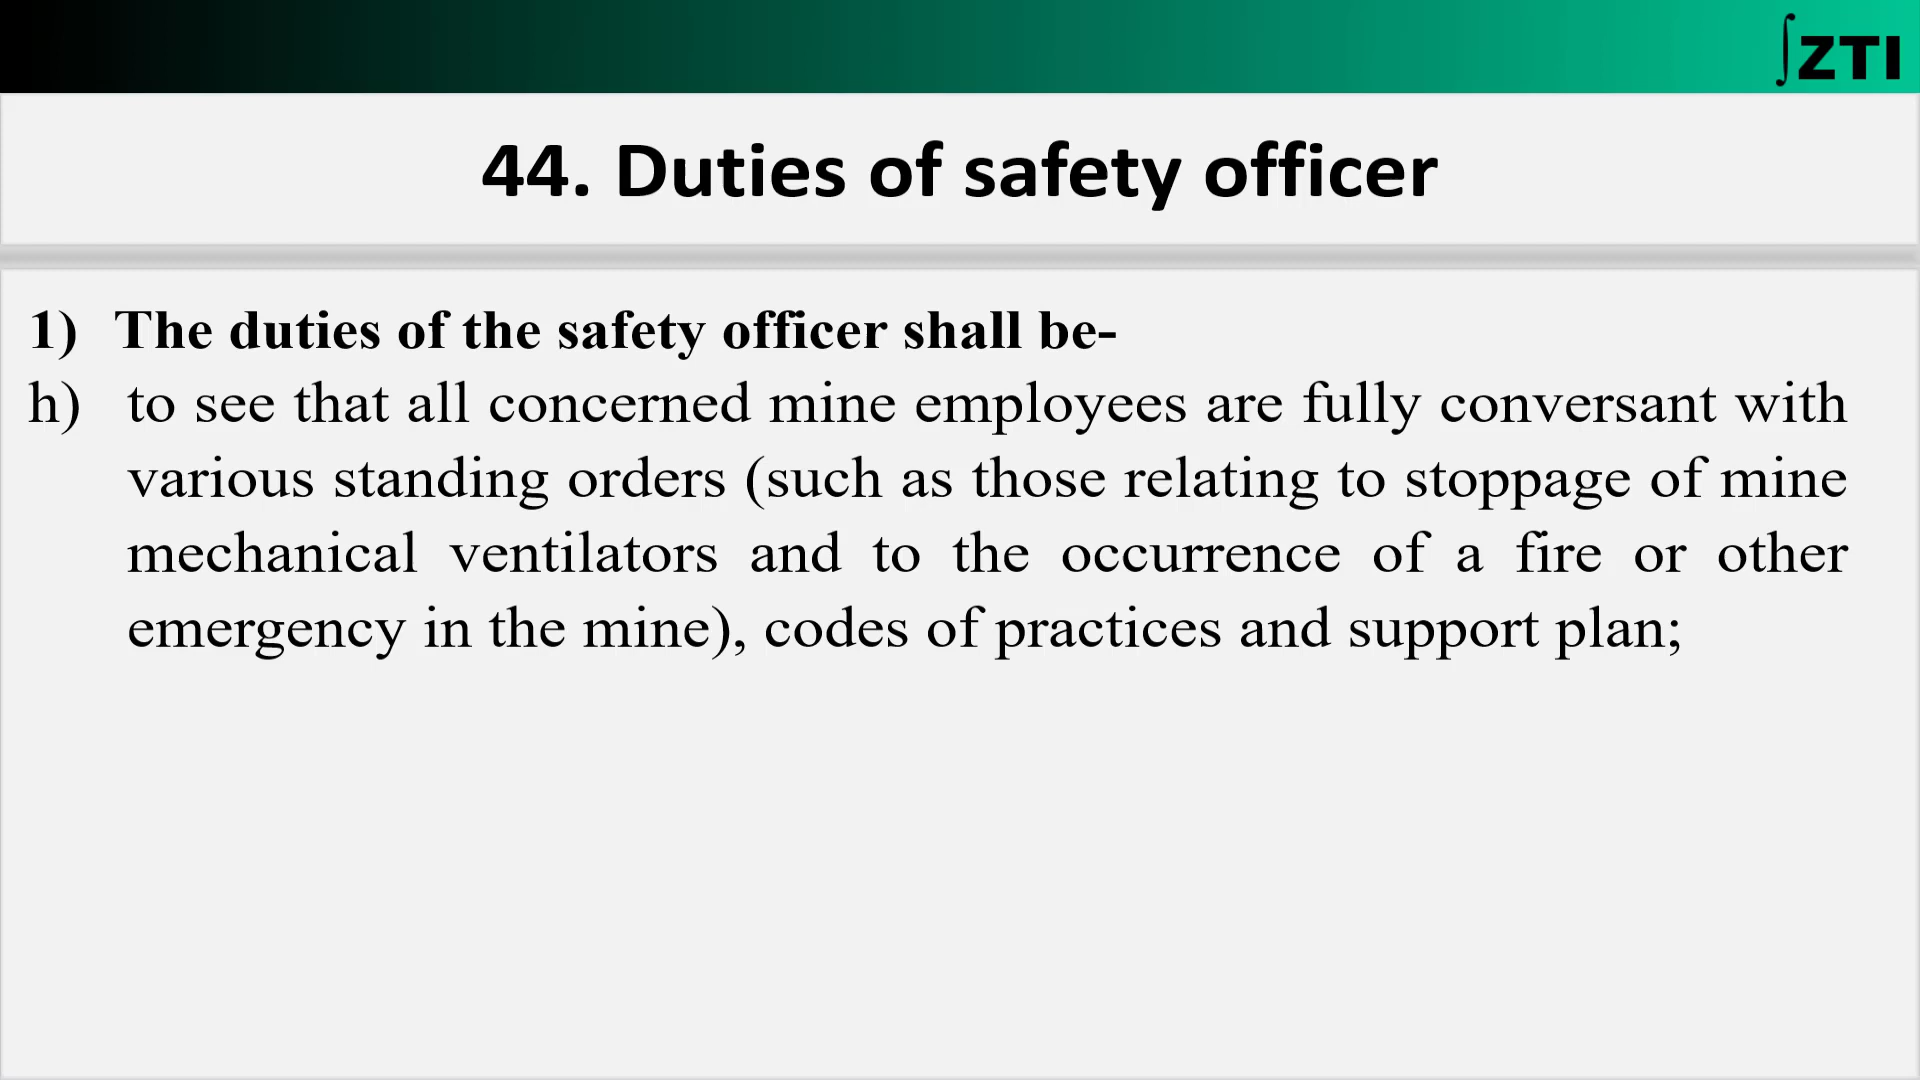 ∫ZTI
44. Duties of safety officer
1) The duties of the safety officer shall be-
h) to see that all concerned mine employees are fully conversant with
various standing orders (such as those relating to stoppage of mine
mechanical ventilators and to the occurrence of a fire or other
emergency in the mine), codes of practices and support plan;